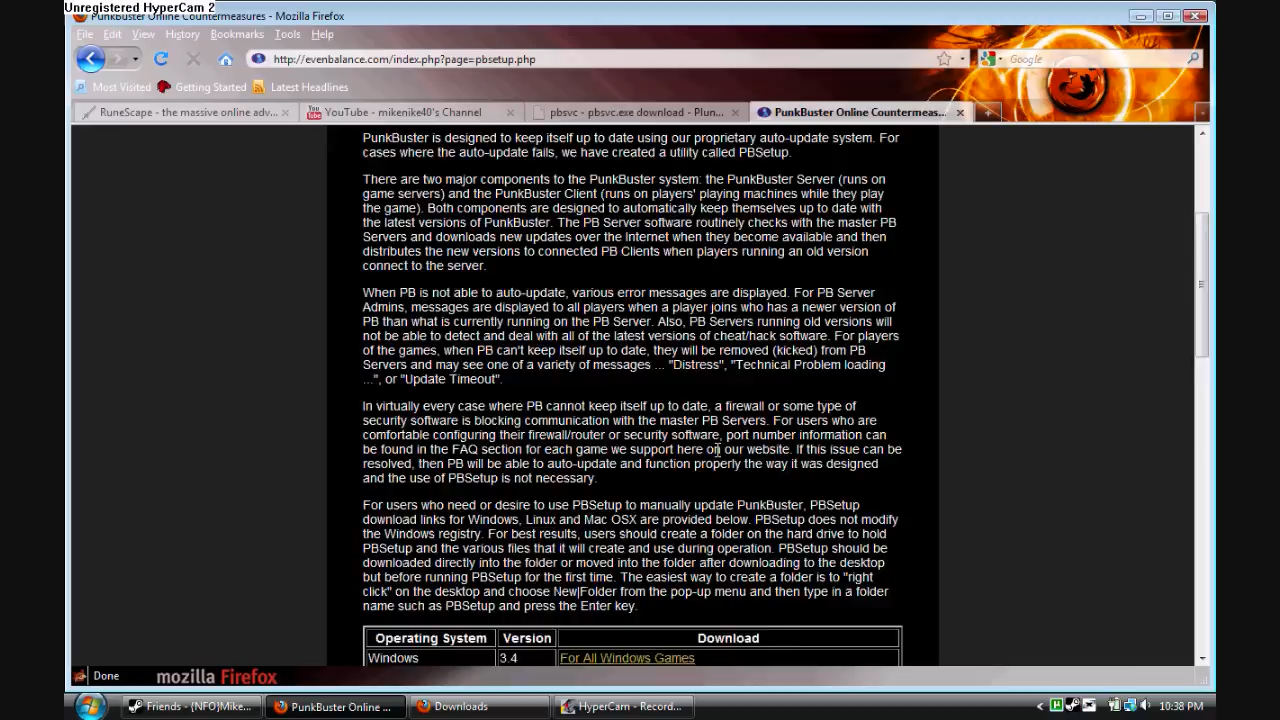 Unregistered HyperCam 2
PunkBuster Online Countermeasures - Mozilla Firefox
File Edit View History Bookmarks Tools Help
http://evenbalance.com/index.php?page=pbsetup.php
Google
Most Visited Getting Started Latest Headlines
RuneScape - the massive online adv...
YouTube - mikenike40's Channel
pbsvc - pbsvc.exe download - Plun...
PunkBuster Online Countermeas...
PunkBuster is designed to keep itself up to date using our proprietary auto-update system. For
cases where the auto-update fails, we have created a utility called PBSetup.
There are two major components to the PunkBuster system: the PunkBuster Server (runs on
game servers) and the PunkBuster Client (runs on players' playing machines while they play
the game). Both components are designed to automatically keep themselves up to date with
the latest versions of PunkBuster. The PB Server software routinely checks with the master PB
Servers and downloads new updates over the Internet when they become available and then
distributes the new versions to connected PB Clients when players running an old version
connect to the server.
When PB is not able to auto-update, various error messages are displayed. For PB Server
Admins, messages are displayed to all players when a player joins who has a newer version of
PB than what is currently running on the PB Server. Also, PB Servers running old versions will
not be able to detect and deal with all of the latest versions of cheat/hack software. For players
of the games, when PB can't keep itself up to date, they will be removed (kicked) from PB
Servers and may see one of a variety of messages ... "Distress", "Technical Problem loading
...", or "Update Timeout".
In virtually every case where PB cannot keep itself up to date, a firewall or some type of
security software is blocking communication with the master PB Servers. For users who are
comfortable configuring their firewall/router or security software, port number information can
be found in the FAQ section for each game we support here on our website. If this issue can be
resolved, then PB will be able to auto-update and function properly the way it was designed
and the use of PBSetup is not necessary.
For users who need or desire to use PBSetup to manually update PunkBuster, PBSetup
download links for Windows, Linux and Mac OSX are provided below. PBSetup does not modify
the Windows registry. For best results, users should create a folder on the hard drive to hold
PBSetup and the various files that it will create and use during operation. PBSetup should be
downloaded directly into the folder or moved into the folder after downloading to the desktop
but before running PBSetup for the first time. The easiest way to create a folder is to "right
click" on the desktop and choose New|Folder from the pop-up menu and then type in a folder
name such as PBSetup and press the Enter key.
Operating System Version Download
Windows 3.4 For All Windows Games
Done mozilla Firefox
Friends - {NFO}Mike... PunkBuster Online ... Downloads HyperCam - Record... 10:38 PM